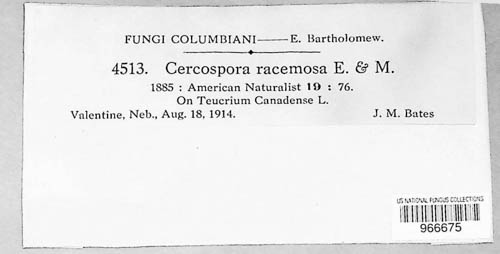 FUNGI COLUMBIANI—E. Bartholomew.
4513. Cercospora racemosa E. & M.
1885 : American Naturalist 19 : 76.
On Teucrium Canadense L.
Valentine, Neb., Aug. 18, 1914. J. M. Bates
US NATIONAL FUNGUS COLLECTIONS
966675